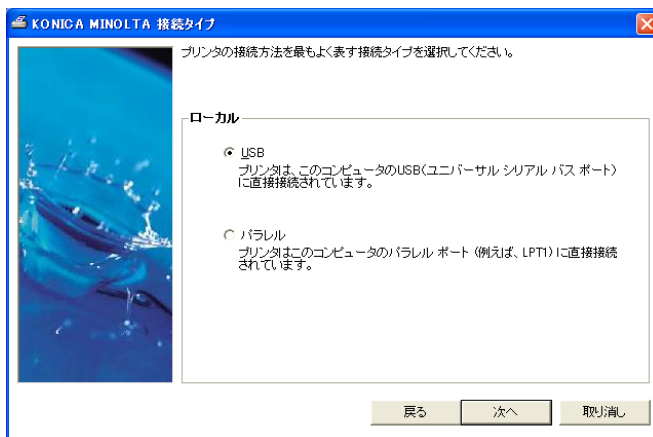 KONICA MINOLTA 接続タイプ
プリンタの接続方法を最もよく表す接続タイプを選択してください。
ローカル
USB
プリンタは、このコンピュータのUSB(ユニバーサル シリアル バス ポート)
に直接接続されています。
パラレル
プリンタはこのコンピュータのパラレル ポート (例えば、LPT1) に直接接続
されています。
戻る
次へ
取り消し